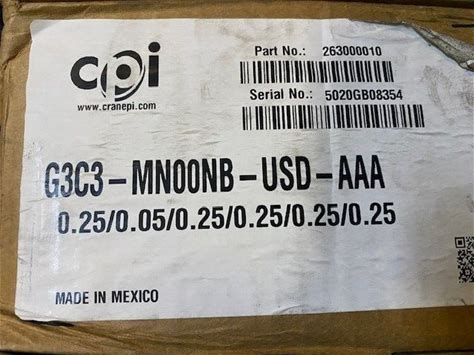 cpi
www.cranepi.com
Part No.: 263000010
Serial No.: 5020GB08354
G3C3-MN00NB-USD-AAA
0.25/0.05/0.25/0.25/0.25/0.25
MADE IN MEXICO